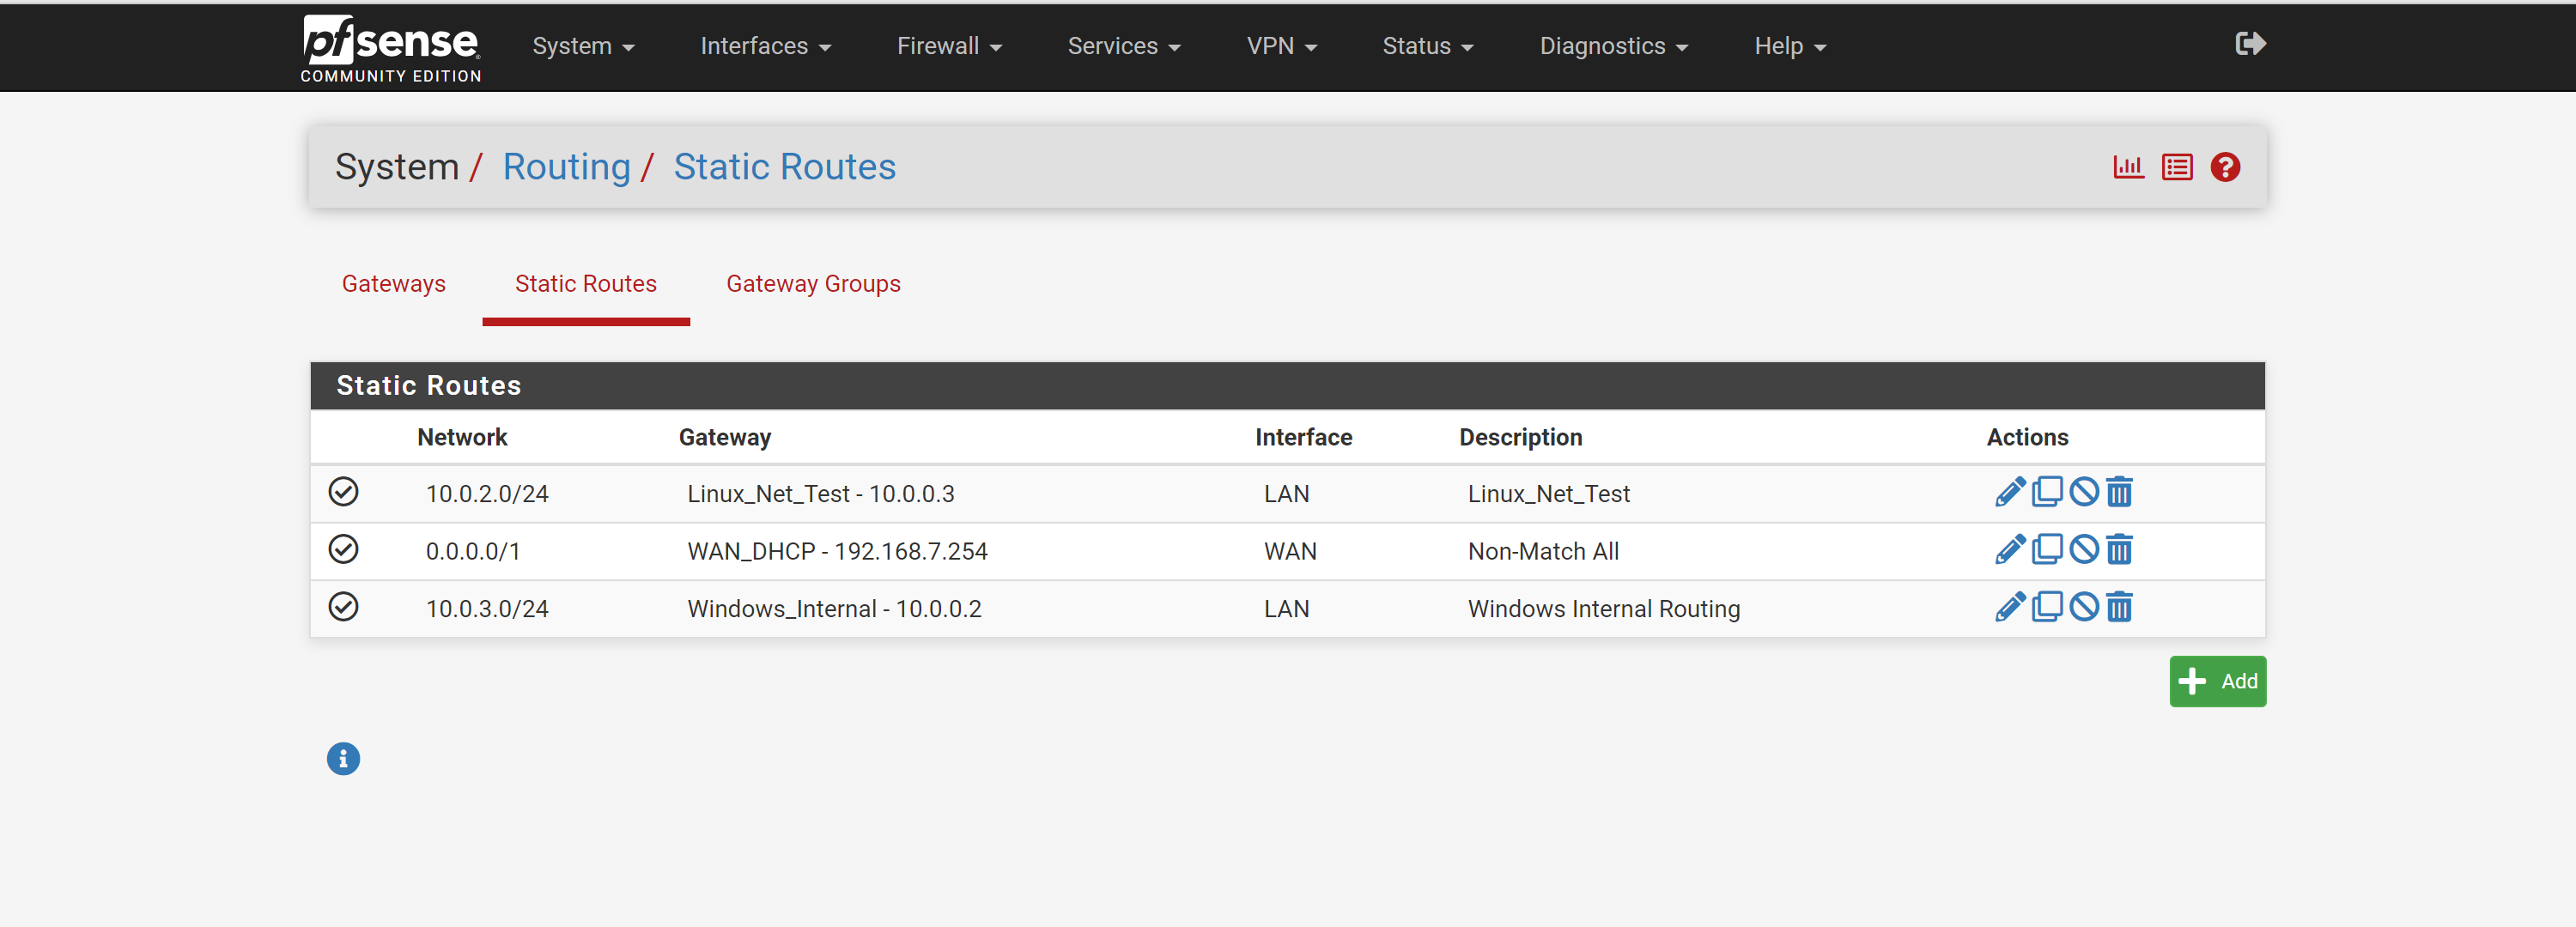 pfsense COMMUNITY EDITION System Interfaces Firewall Services VPN Status Diagnostics Help
System / Routing / Static Routes
Gateways Static Routes Gateway Groups
Static Routes
Network Gateway Interface Description Actions
10.0.2.0/24 Linux_Net_Test - 10.0.0.3 LAN Linux_Net_Test
0.0.0.0/1 WAN_DHCP - 192.168.7.254 WAN Non-Match All
10.0.3.0/24 Windows_Internal - 10.0.0.2 LAN Windows Internal Routing
Add